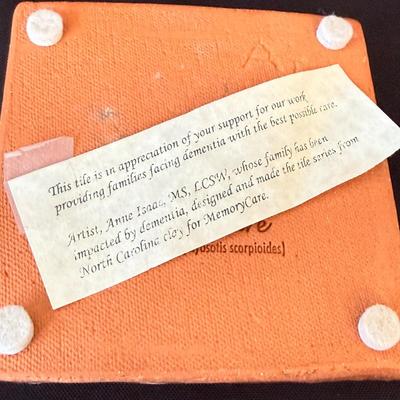 This tile is in appreciation of your support for our work
providing families facing dementia with the best possible care.
Artist, Anne Isaac, MS, LCSW, whose family has been
impacted by dementia, designed and made the tile series from
North Carolina clay for MemoryCare.
scorpioides]